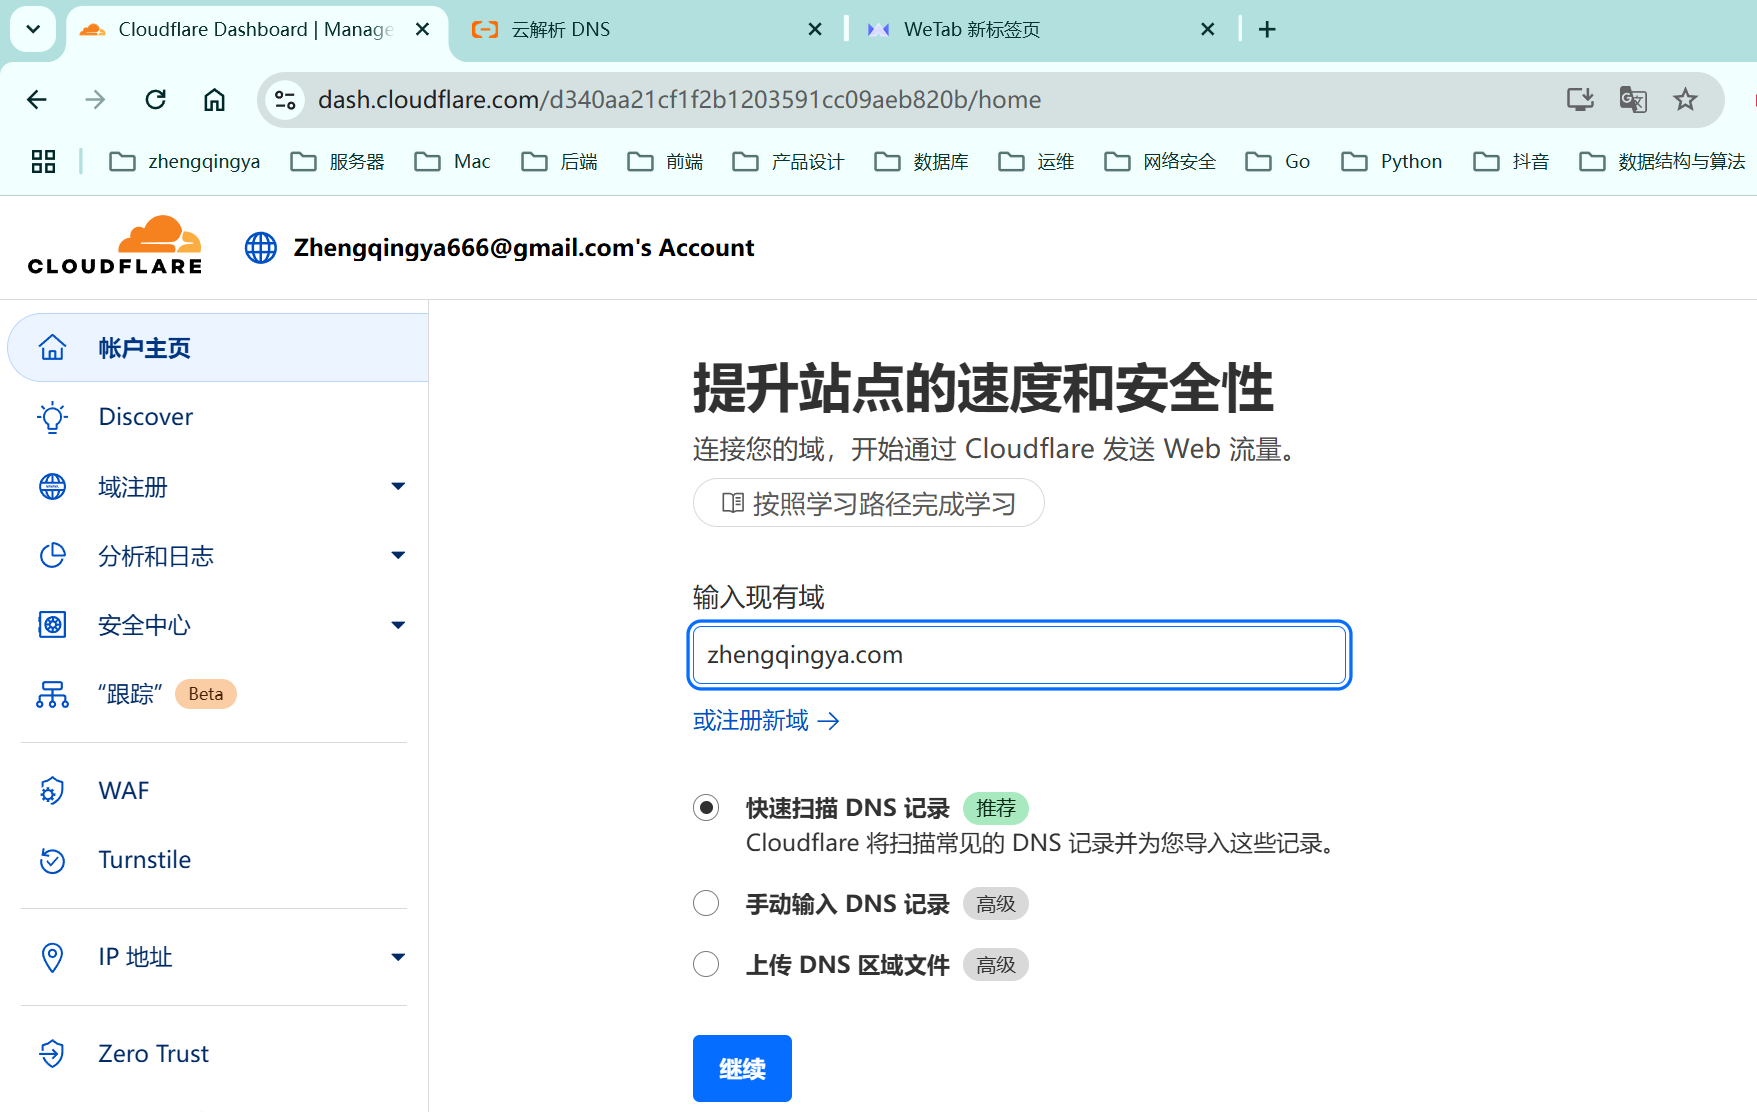 Cloudflare Dashboard | Manage
云解析 DNS
WeTab 新标签页
dash.cloudflare.com/d340aa21cf1f2b1203591cc09aeb820b/home
zhengqingya
服务器
Mac
后端
前端
产品设计
数据库
运维
网络安全
Go
Python
抖音
数据结构与算法
CLOUDFLARE
Zhengqingya666@gmail.com's Account
帐户主页
Discover
域注册
分析和日志
安全中心
“跟踪” Beta
WAF
Turnstile
IP 地址
Zero Trust
提升站点的速度和安全性
连接您的域，开始通过 Cloudflare 发送 Web 流量。
按照学习路径完成学习
输入现有域
zhengqingya.com
或注册新域
快速扫描 DNS 记录 推荐
Cloudflare 将扫描常见的 DNS 记录并为您导入这些记录。
手动输入 DNS 记录 高级
上传 DNS 区域文件 高级
继续